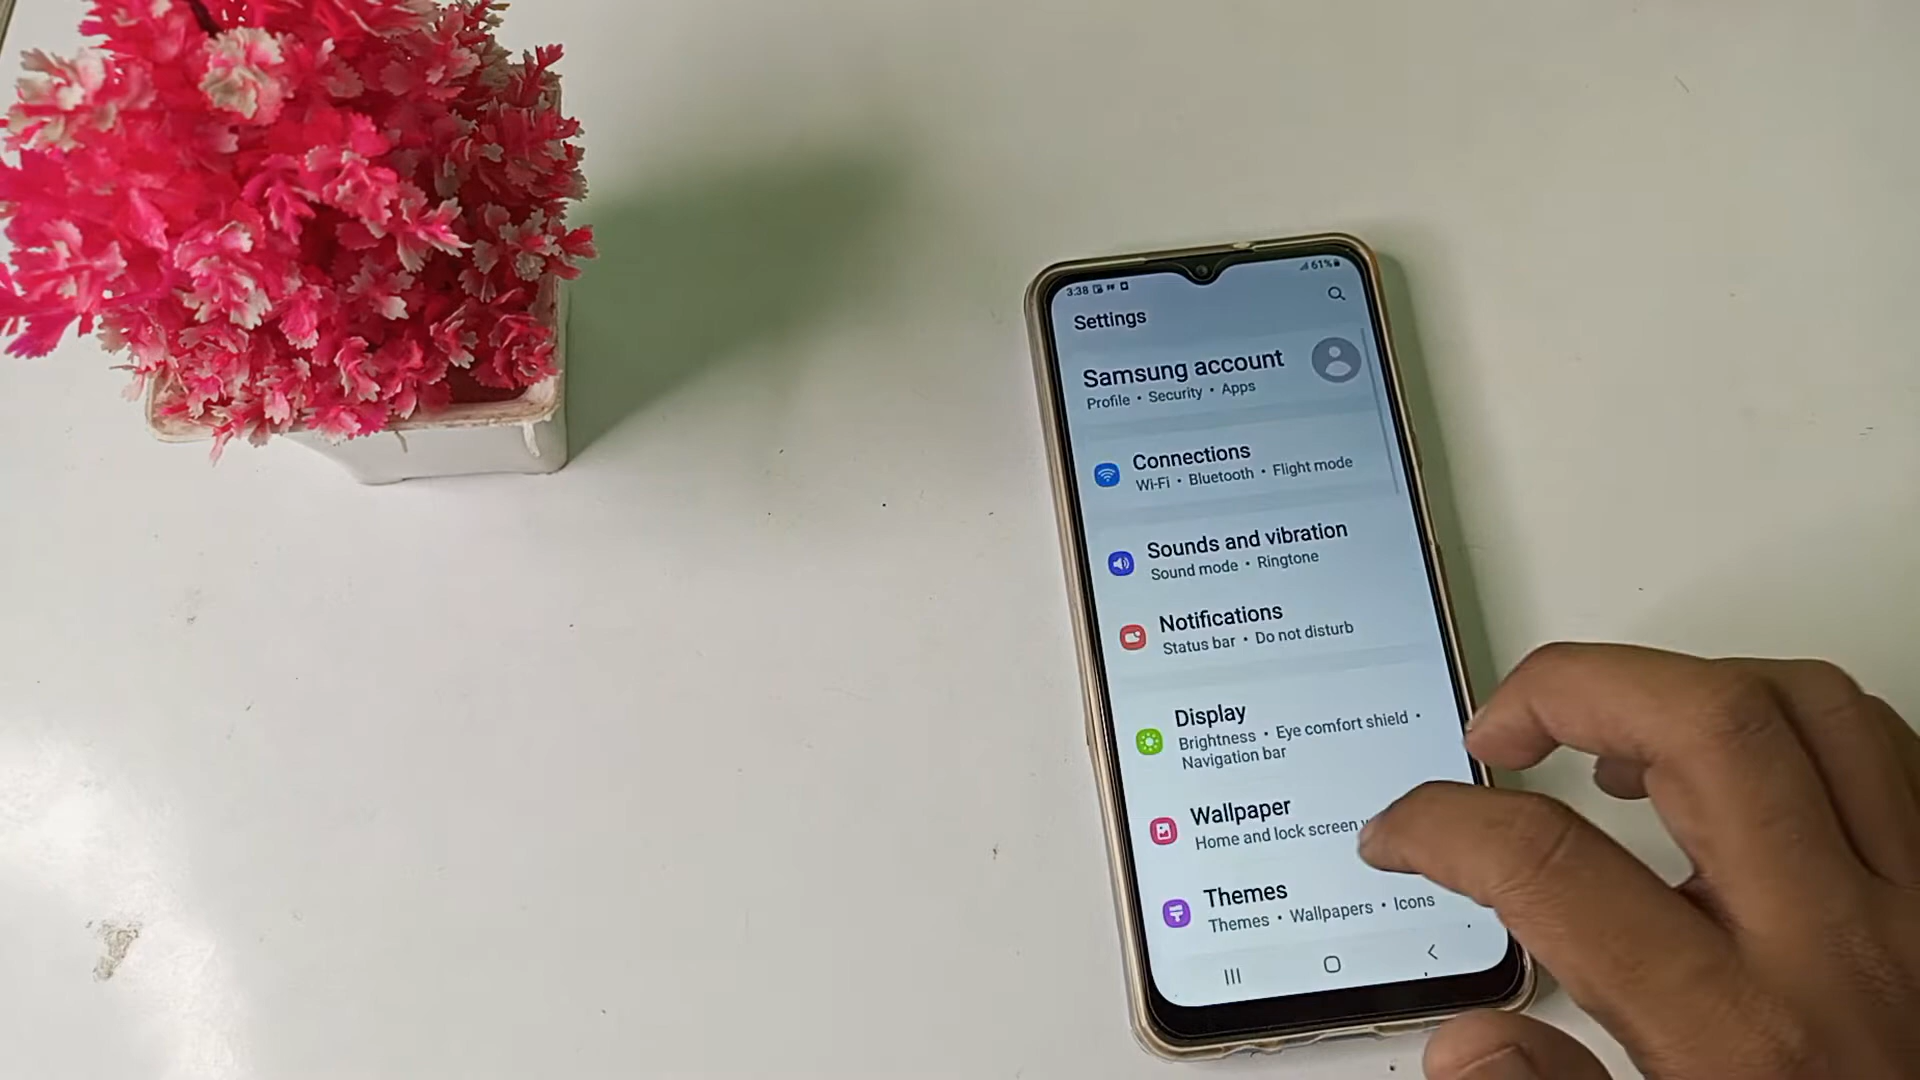 3:38
61%
Settings
Samsung account
Profile • Security • Apps
Connections
Wi-Fi • Bluetooth • Flight mode
Sounds and vibration
Sound mode • Ringtone
Notifications
Status bar • Do not disturb
Display
Brightness • Eye comfort shield •
Navigation bar
Wallpaper
Home and lock screen
Themes
Themes • Wallpapers • Icons